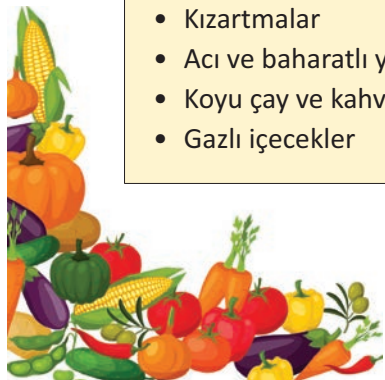 • Kızartmalar
• Acı ve baharatlı
• Koyu çay ve
• Gazlı içecekler